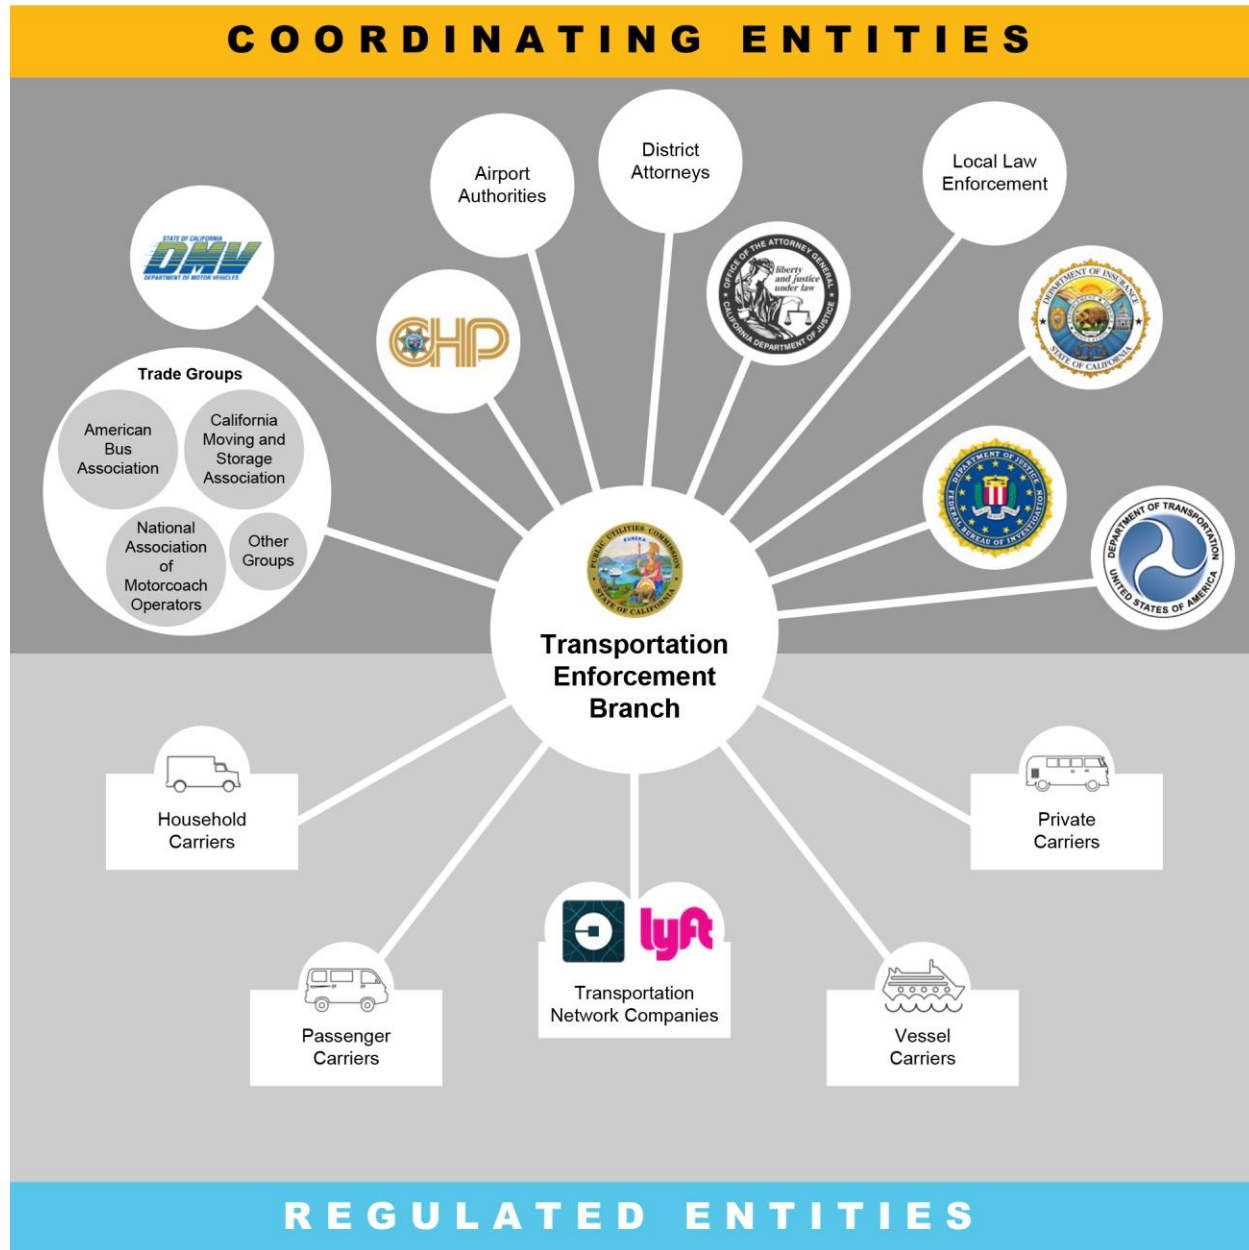 COORDINATING ENTITIES
District
Attorneys
Airport
Authorities
Local Law
Enforcement
STATE OF CALIFORNIA
DMV
DEPARTMENT OF MOTOR VEHICLES
OFFICE OF THE ATTORNEY GENERAL
liberty
and justice
under law
CALIFORNIA DEPARTMENT OF JUSTICE
DEPARTMENT OF INSURANCE
STATE OF CALIFORNIA
CHP
Trade Groups
American
Bus
Association
California
Moving and
Storage
Association
National
Association
of
Motorcoach
Operators
Other
Groups
DEPARTMENT OF JUSTICE
FEDERAL BUREAU OF INVESTIGATION
DEPARTMENT OF TRANSPORTATION
UNITED STATES OF AMERICA
PUBLIC UTILITIES COMMISSION
EUREKA
STATE OF CALIFORNIA
Transportation
Enforcement
Branch
Household
Carriers
Private
Carriers
lyft
Transportation
Network Companies
Passenger
Carriers
Vessel
Carriers
REGULATED ENTITIES